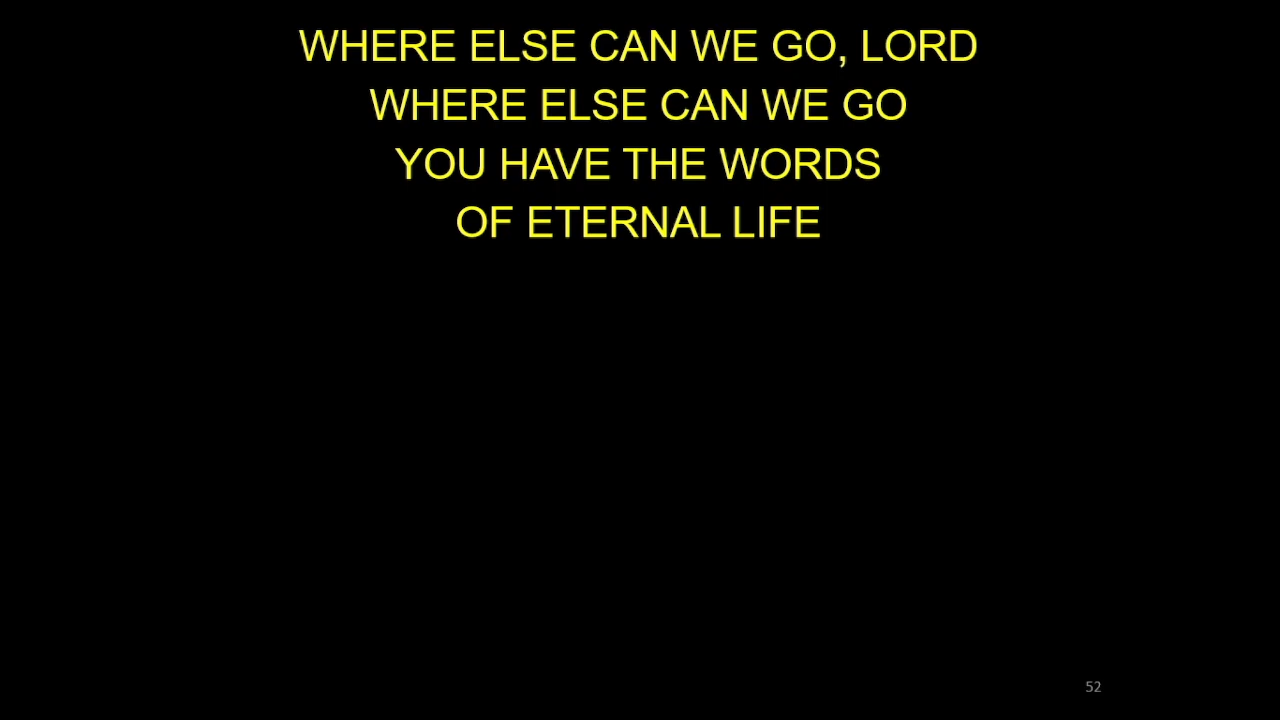 WHERE ELSE CAN WE GO, LORD
WHERE ELSE CAN WE GO
YOU HAVE THE WORDS
OF ETERNAL LIFE
52